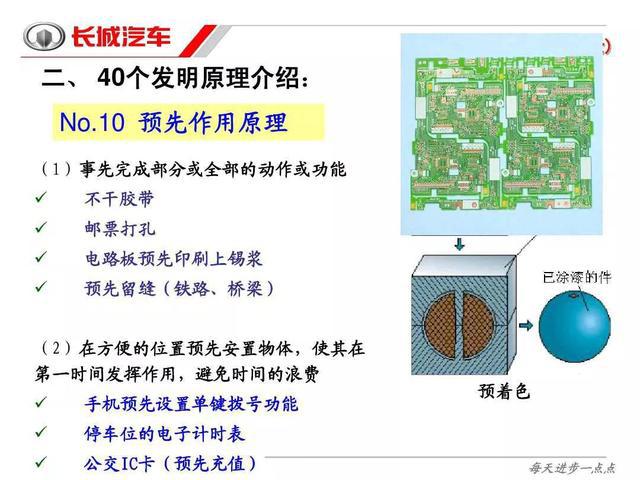 长城汽车
二、 40个发明原理介绍：
No.10 预先作用原理
（1）事先完成部分或全部的动作或功能
✓ 不干胶带
✓ 邮票打孔
✓ 电路板预先印刷上锡浆
✓ 预先留缝（铁路、桥梁）
已涂漆的件
预着色
（2）在方便的位置预先安置物体，使其在
第一时间发挥作用，避免时间的浪费
✓ 手机预先设置单键拨号功能
✓ 停车位的电子计时表
✓ 公交IC卡（预先充值）
每天进步一点点